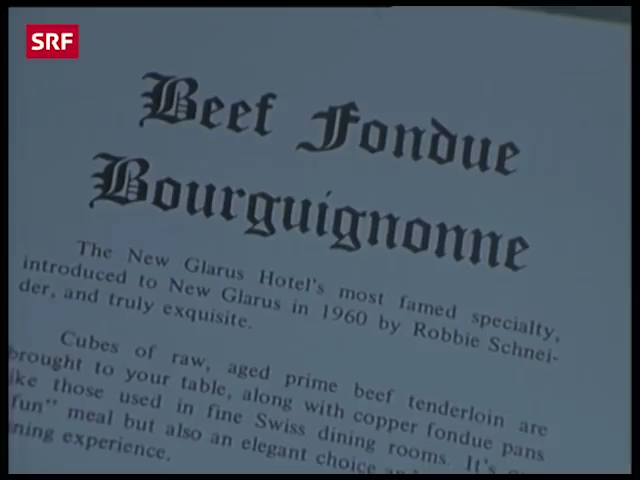 SRF
Beef Fondue
Bourguignonne
The New Glarus Hotel's most famed specialty,
introduced to New Glarus in 1960 by Robbie Schnei-
der, and truly exquisite.
Cubes of raw, aged prime beef tenderloin are
brought to your table, along with copper fondue pans
ike those used in fine Swiss dining rooms. It's
fun" meal but also an elegant choice
ning experience.